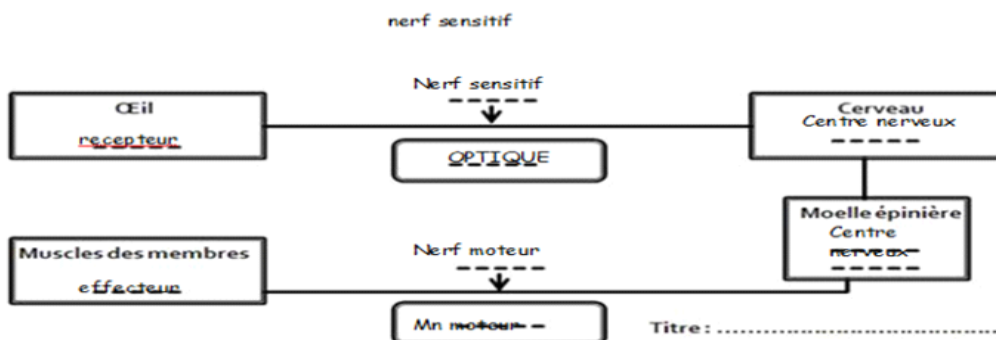 nerf sensitif
Nerf sensitif
Œil
recepteur
OPTIQUE
Cerveau
Centre nerveux
Moelle épinière
Centre
nerveux
Muscles des membres
effecteur
Nerf moteur
Mn moteur
Titre : ......................................